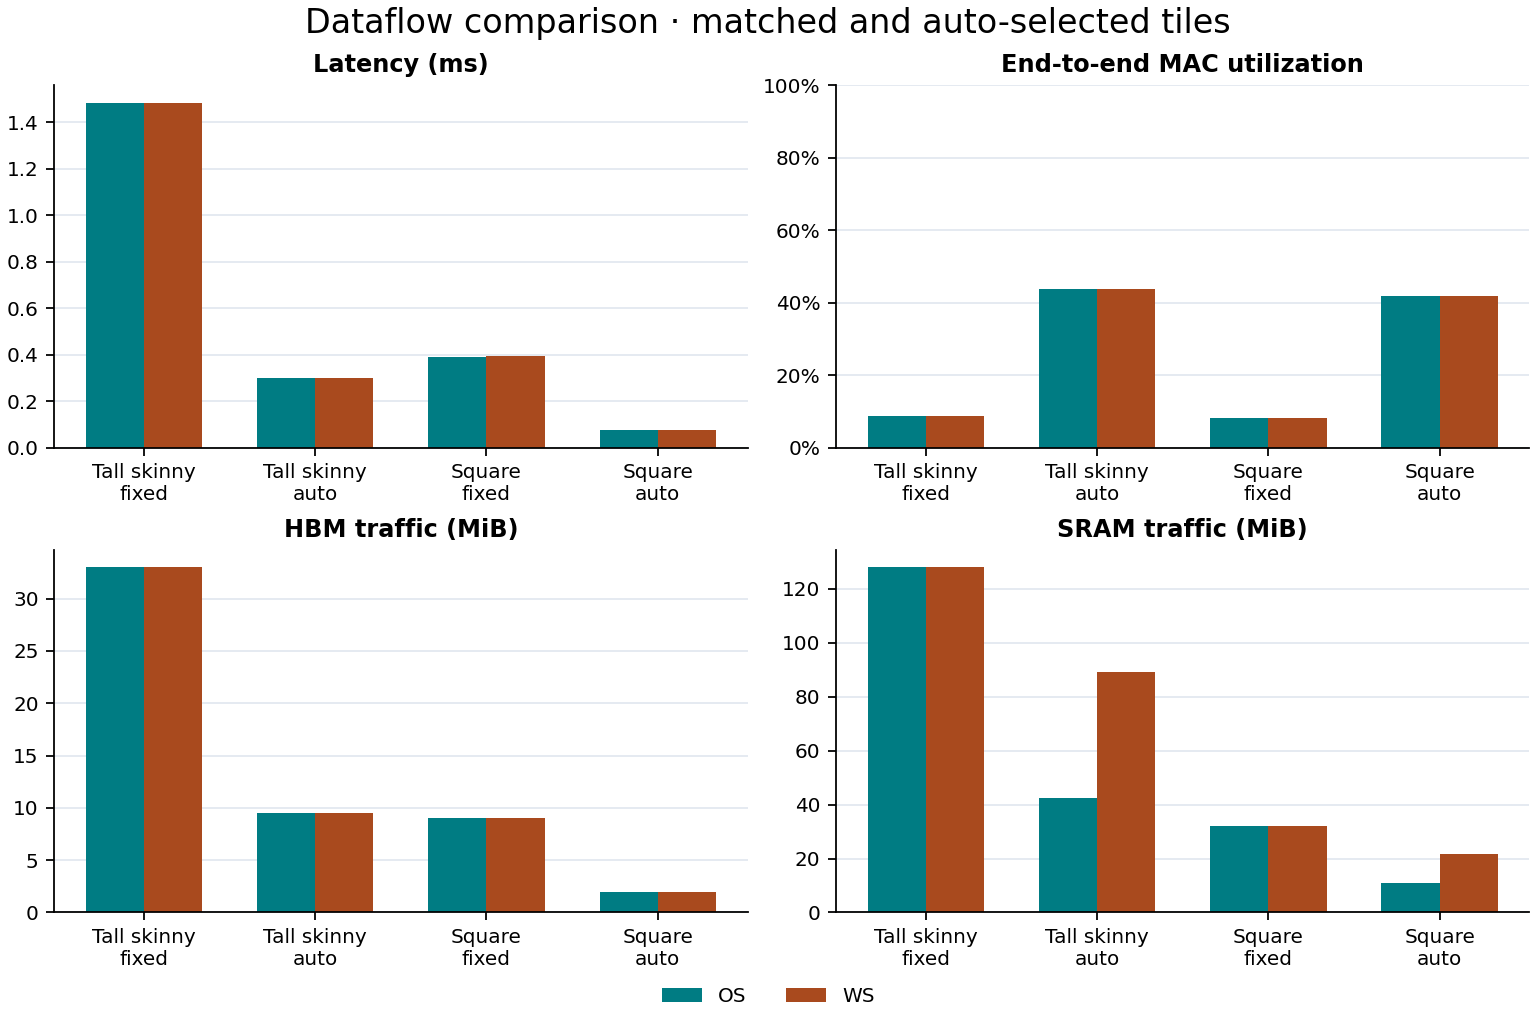 Dataflow comparison · matched and auto-selected tiles
Latency (ms)
1.4
1.2
1.0
0.8
0.6
0.4
0.2
0.0
Tall skinny Tall skinny Square Square
fixed auto fixed auto
End-to-end MAC utilization
100%
80%
60%
40%
20%
0%
Tall skinny Tall skinny Square Square
fixed auto fixed auto
HBM traffic (MiB)
30
25
20
15
10
5
0
Tall skinny Tall skinny Square Square
fixed auto fixed auto
SRAM traffic (MiB)
120
100
80
60
40
20
0
Tall skinny Tall skinny Square Square
fixed auto fixed auto
OS WS